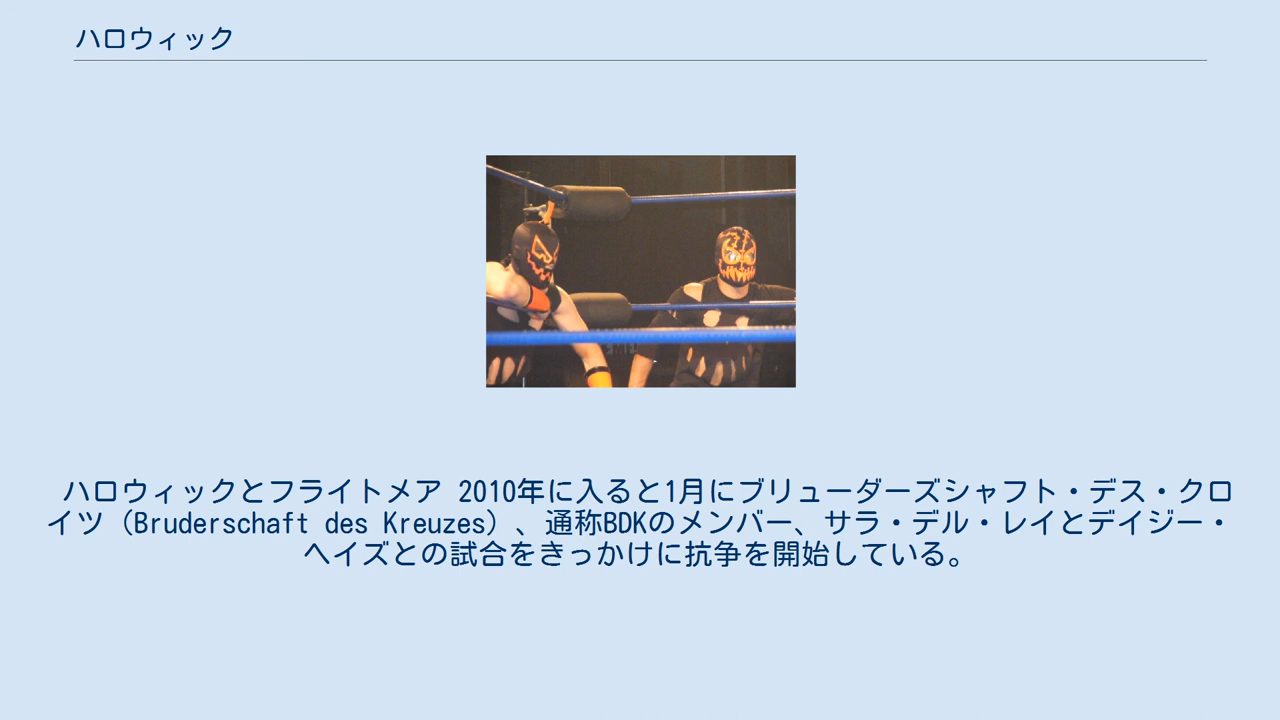 ハロウィック
ハロウィックとフライトメア 2010年に入ると1月にブリューダーズシャフト・デス・クロ
イツ（Bruderschaft des Kreuzes）、通称BDKのメンバー、サラ・デル・レイとデイジー・
ヘイズとの試合をきっかけに抗争を開始している。